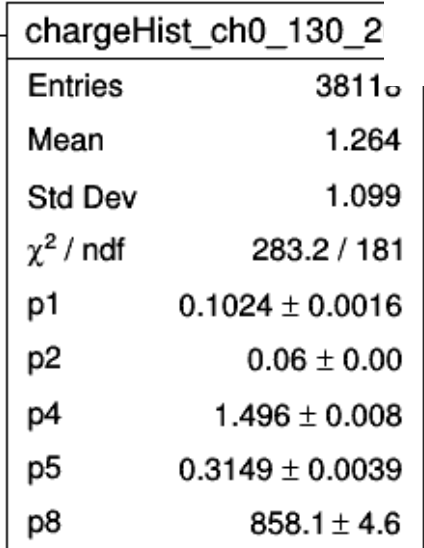 chargeHist_ch0_130_2
Entries 3811
Mean 1.264
Std Dev 1.099
χ² / ndf 283.2 / 181
p1 0.1024 ± 0.0016
p2 0.06 ± 0.00
p4 1.496 ± 0.008
p5 0.3149 ± 0.0039
p8 858.1 ± 4.6